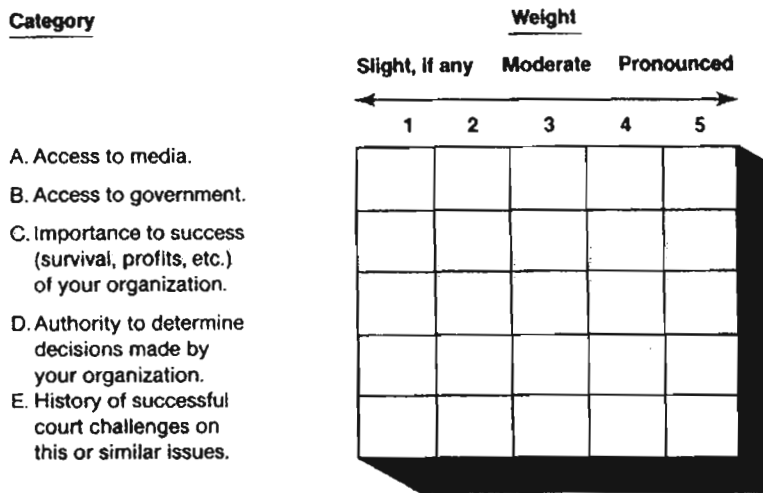 Category
Weight
Slight, if any Moderate Pronounced
1 2 3 4 5
A. Access to media.
B. Access to government.
C. Importance to success
(survival, profits, etc.)
of your organization.
D. Authority to determine
decisions made by
your organization.
E. History of successful
court challenges on
this or similar issues.